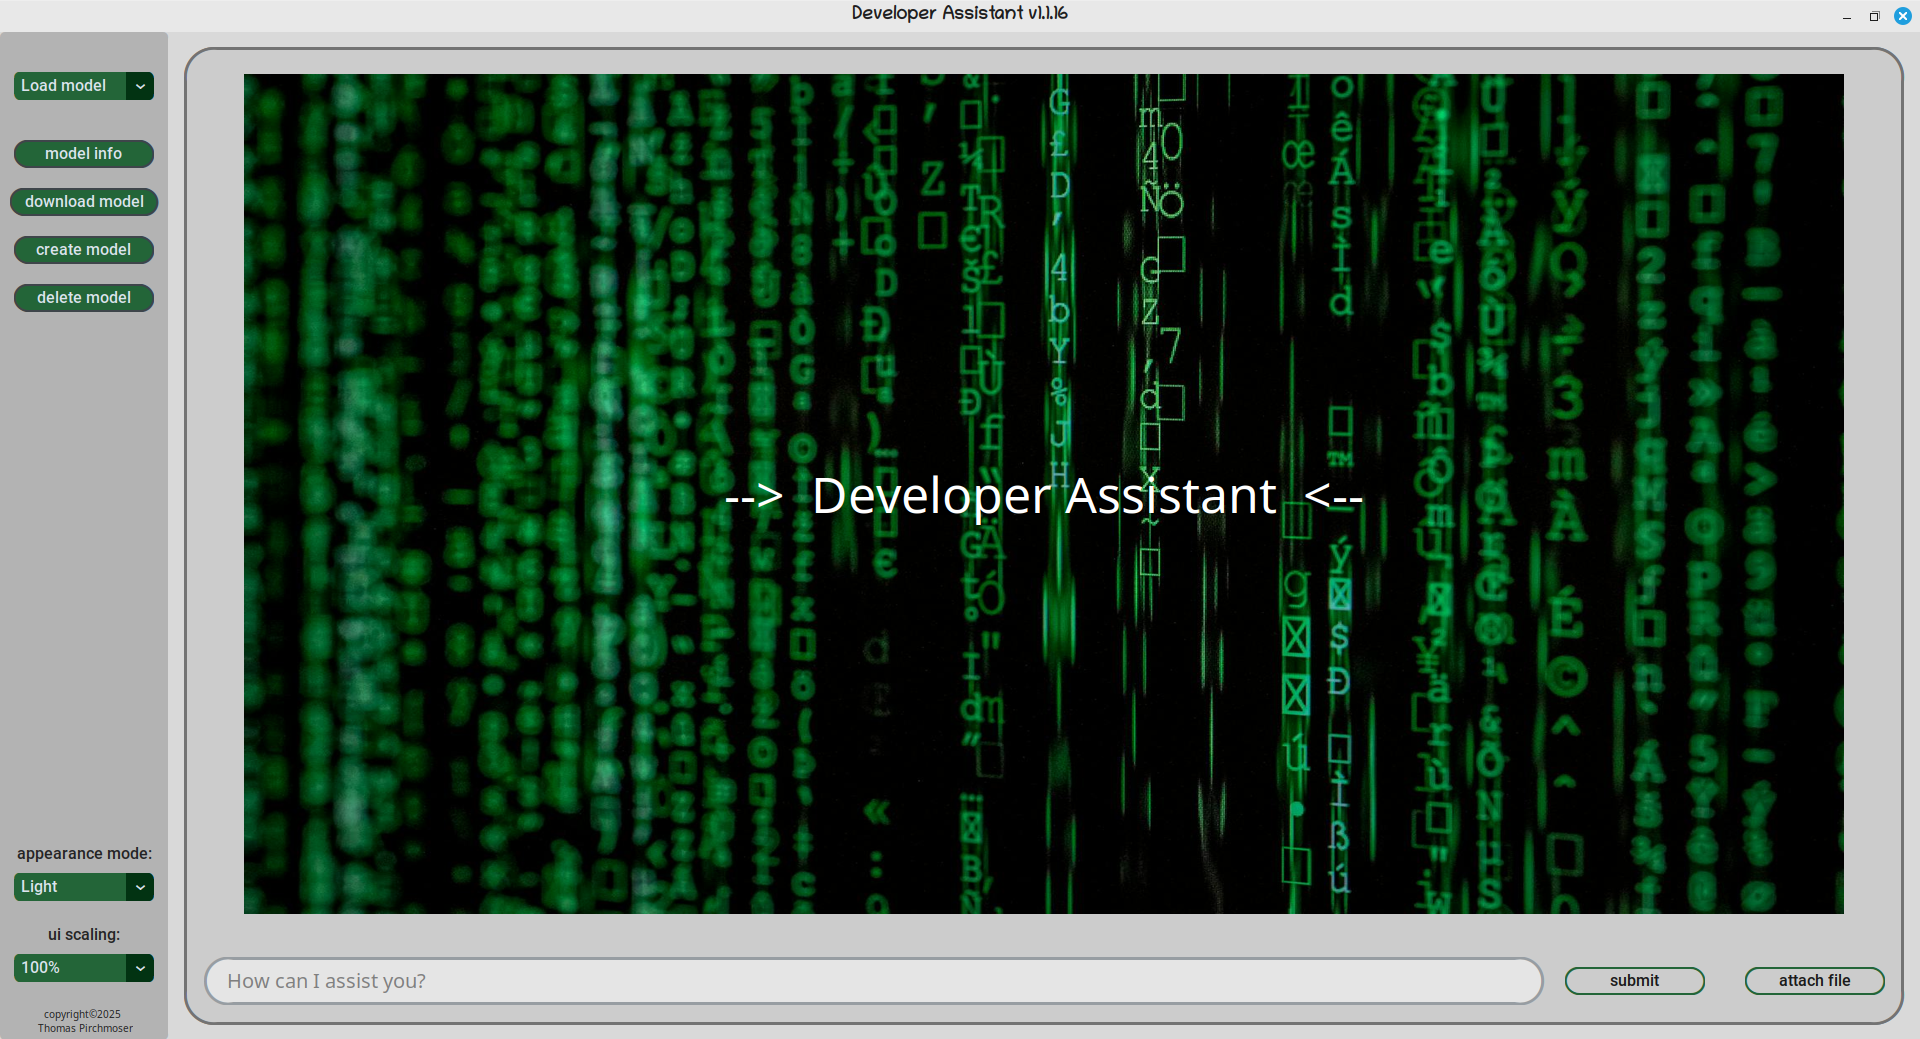 Developer Assistant v1.1.16
Load model
model info
download model
create model
delete model
--> Developer Assistant <--
appearance mode:
Light
ui scaling:
100%
copyright©2025
Thomas Pirchmoser
How can I assist you?
submit
attach file